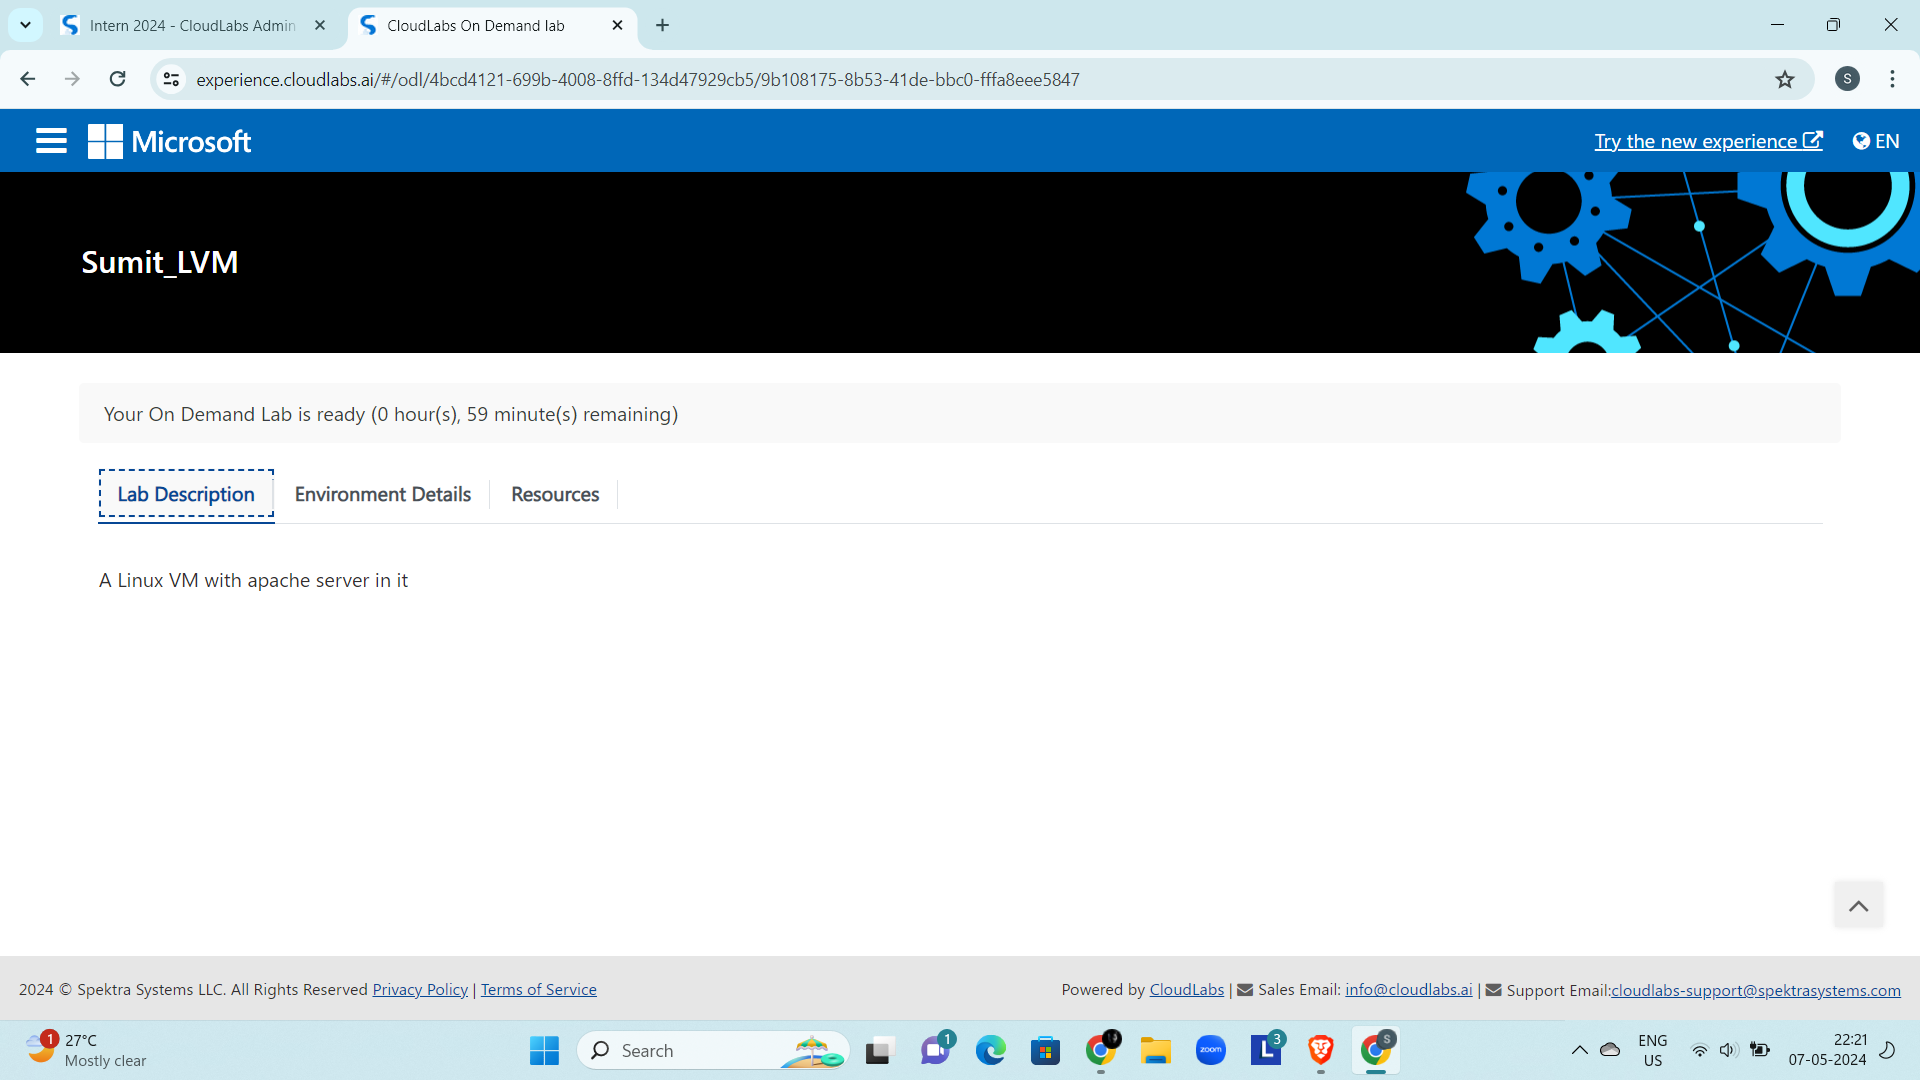 Intern 2024 - CloudLabs Admin
CloudLabs On Demand lab
experience.cloudlabs.ai/#/odl/4bcd4121-699b-4008-8ffd-134d47929cb5/9b108175-8b53-41de-bbc0-fffa8eee5847
S
Microsoft
Try the new experience
EN
Sumit_LVM
Your On Demand Lab is ready (0 hour(s), 59 minute(s) remaining)
Lab Description
Environment Details
Resources
A Linux VM with apache server in it
2024 © Spektra Systems LLC. All Rights Reserved Privacy Policy | Terms of Service
Powered by CloudLabs | Sales Email: info@cloudlabs.ai | Support Email:cloudlabs-support@spektrasystems.com
1
27°C
Mostly clear
Search
1
zoom
L
3
S
ENG
US
22:21
07-05-2024